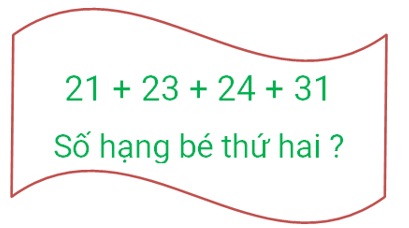 21 + 23 + 24 + 31
Số hạng bé thứ hai ?